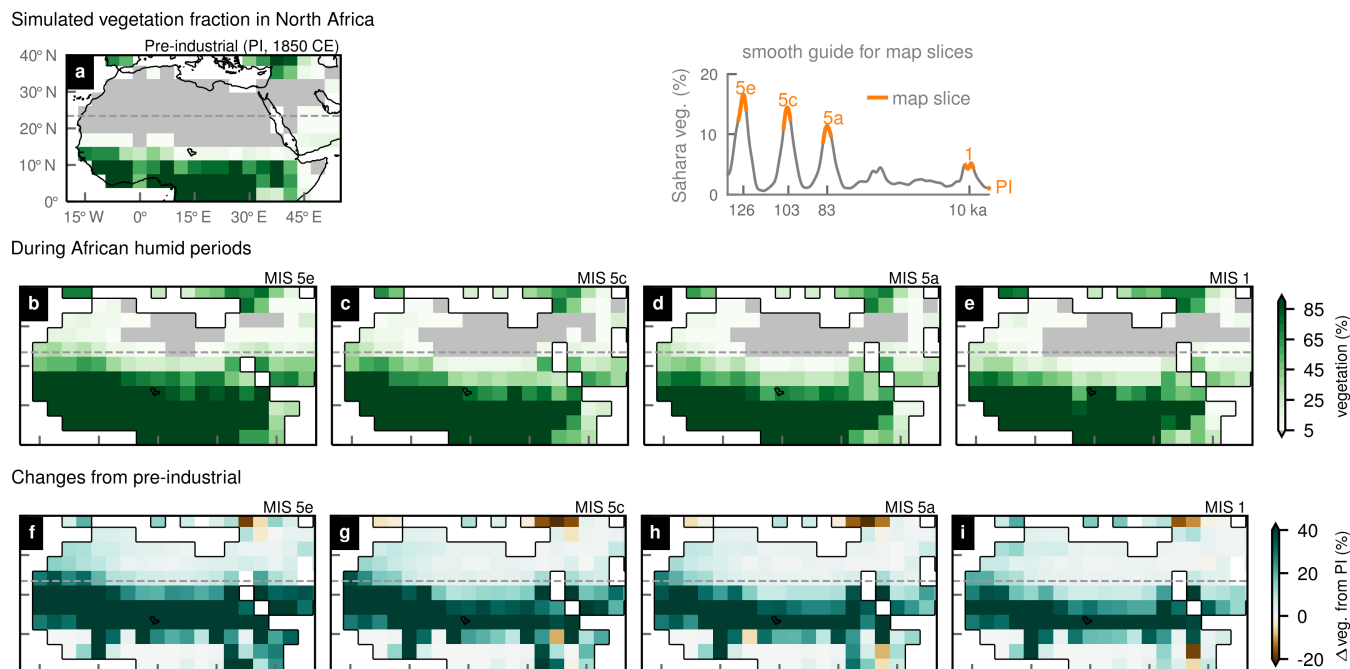 Simulated vegetation fraction in North Africa
Pre-industrial (PI, 1850 CE)
a
40° N
30° N
20° N
10° N
0°
15° W 0° 15° E 30° E 45° E
smooth guide for map slices
Sahara veg. (%)
20
10
0
5e
5c
5a
1
PI
map slice
126 103 83 10 ka
During African humid periods
MIS 5e
b
MIS 5c
c
MIS 5a
d
MIS 1
e
85
65
45
25
5
vegetation (%)
Changes from pre-industrial
MIS 5e
f
MIS 5c
g
MIS 5a
h
MIS 1
i
40
20
0
-20
△veg. from PI (%)